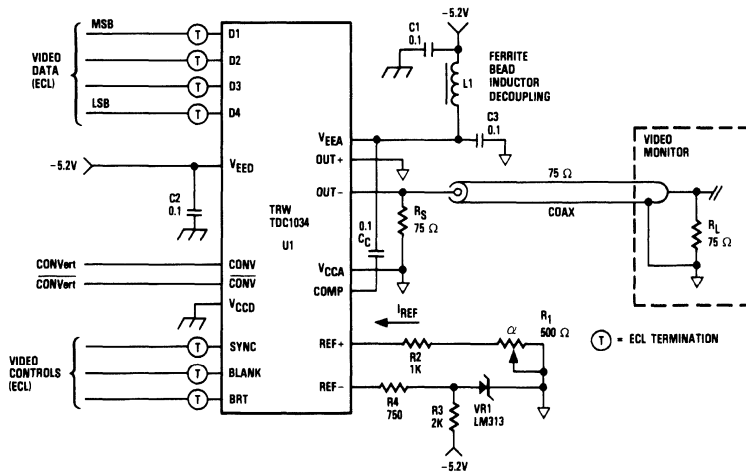 MSB
VIDEO
DATA
(ECL)
LSB
T
T
T
T
D1
D2
D3
D4
−5.2V
C2
0.1
VEED
TRW
TDC1034
U1
CONVert
CONVert
CONV
CONV
VCCD
VIDEO
CONTROLS
(ECL)
T
T
T
SYNC
BLANK
BRT
−5.2V
C1
0.1
L1
FERRITE
BEAD
INDUCTOR
DECOUPLING
C3
0.1
VEEA
OUT+
OUT−
0.1
CC
RS
75 Ω
75 Ω
COAX
VIDEO
MONITOR
RL
75 Ω
VCCA
COMP
IREF
REF+
R2
1K
α
R1
500 Ω
T = ECL TERMINATION
REF−
R4
750
R3
2K
VR1
LM313
−5.2V